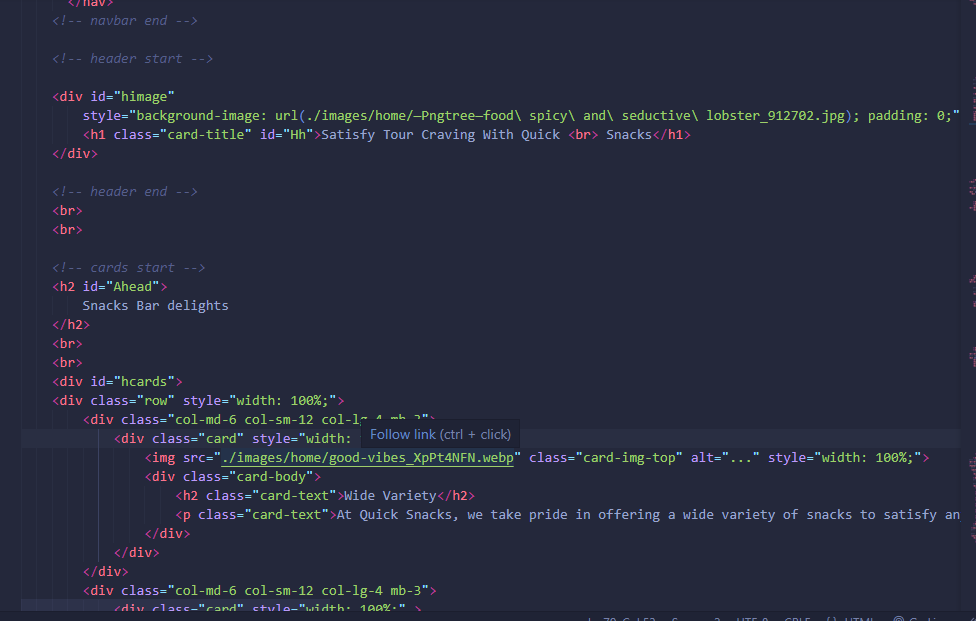 </nav>
<!-- navbar end -->
<!-- header start -->
<div id="himage"
style="background-image: url(./images/home/—Pngtree—food\ spicy\ and\ seductive\ lobster_912702.jpg); padding: 0;"
<h1 class="card-title" id="Hh">Satisfy Tour Craving With Quick <br> Snacks</h1>
</div>
<!-- header end -->
<br>
<br>
<!-- cards start -->
<h2 id="Ahead">
Snacks Bar delights
</h2>
<br>
<br>
<div id="hcards">
<div class="row" style="width: 100%;">
<div class="col-md-6 col-sm-12 col-lg-4 mb-3">
<div class="card" style="width:
Follow link (ctrl + click)
<img src="./images/home/good-vibes_XpPt4NFN.webp" class="card-img-top" alt="..." style="width: 100%;">
<div class="card-body">
<h2 class="card-text">Wide Variety</h2>
<p class="card-text">At Quick Snacks, we take pride in offering a wide variety of snacks to satisfy an
</div>
</div>
</div>
<div class="col-md-6 col-sm-12 col-lg-4 mb-3">
<div class="card" style="width: 100%;" >